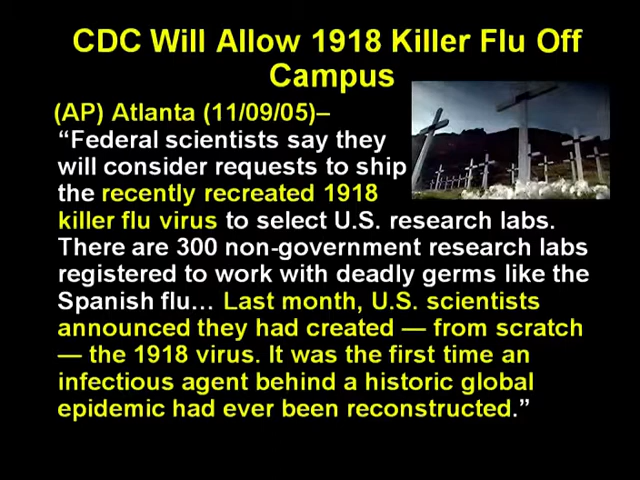 CDC Will Allow 1918 Killer Flu Off
Campus
(AP) Atlanta (11/09/05)–
“Federal scientists say they
will consider requests to ship
the recently recreated 1918
killer flu virus to select U.S. research labs.
There are 300 non-government research labs
registered to work with deadly germs like the
Spanish flu… Last month, U.S. scientists
announced they had created — from scratch
— the 1918 virus. It was the first time an
infectious agent behind a historic global
epidemic had ever been reconstructed.”